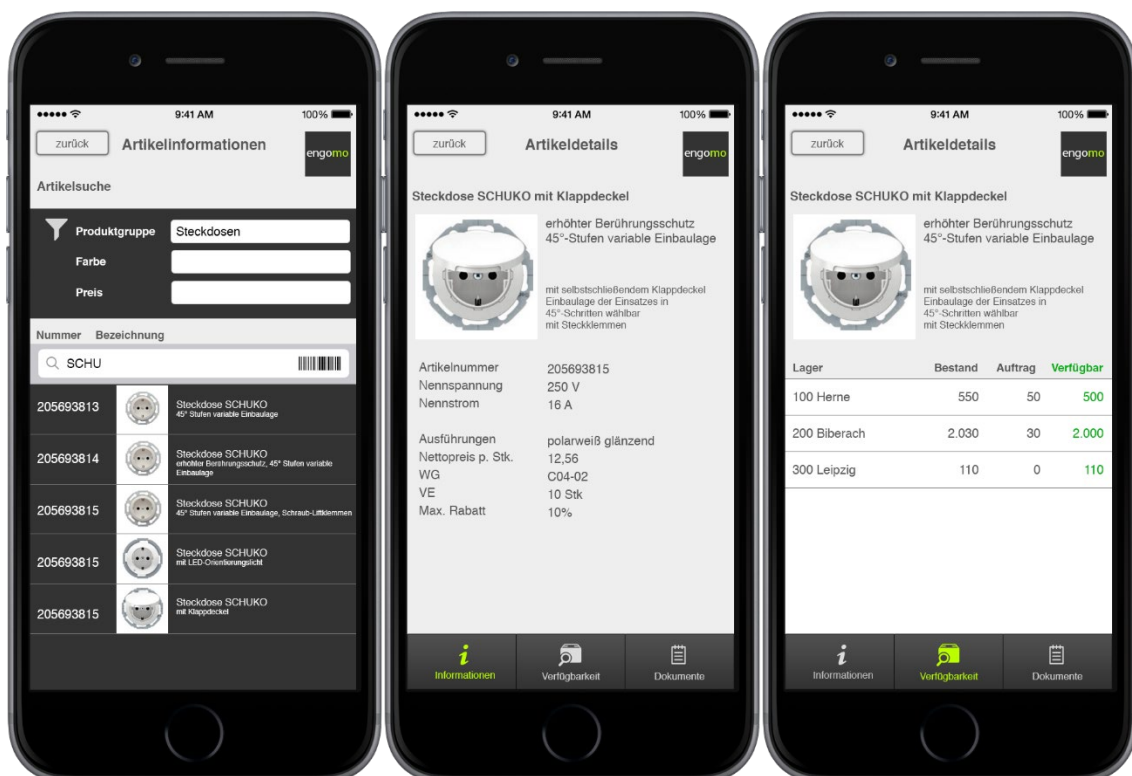 9:41 AM 100%
zurück Artikelinformationen engomo
Artikelsuche
Produktgruppe Steckdosen
Farbe
Preis
Nummer Bezeichnung
SCHU
205693813 Steckdose SCHUKO
45° Stufen variable Einbaulage
205693814 Steckdose SCHUKO
erhöhter Berührungsschutz, 45° Stufen variable
Einbaulage
205693815 Steckdose SCHUKO
45° Stufen variable Einbaulage, Schraub-Liftklemmen
205693815 Steckdose SCHUKO
mit LED-Orientierungslicht
205693815 Steckdose SCHUKO
mit Klappdeckel
9:41 AM 100%
zurück Artikeldetails engomo
Steckdose SCHUKO mit Klappdeckel
erhöhter Berührungsschutz
45°-Stufen variable Einbaulage
mit selbstschließendem Klappdeckel
Einbaulage der Einsatzes in
45°-Schritten wählbar
mit Steckklemmen
Artikelnummer 205693815
Nennspannung 250 V
Nennstrom 16 A
Ausführungen polarweiß glänzend
Nettopreis p. Stk. 12,56
WG C04-02
VE 10 Stk
Max. Rabatt 10%
Informationen Verfügbarkeit Dokumente
9:41 AM 100%
zurück Artikeldetails engomo
Steckdose SCHUKO mit Klappdeckel
erhöhter Berührungsschutz
45°-Stufen variable Einbaulage
mit selbstschließendem Klappdeckel
Einbaulage der Einsatzes in
45°-Schritten wählbar
mit Steckklemmen
Lager Bestand Auftrag Verfügbar
100 Herne 550 50 500
200 Biberach 2.030 30 2.000
300 Leipzig 110 0 110
Informationen Verfügbarkeit Dokumente